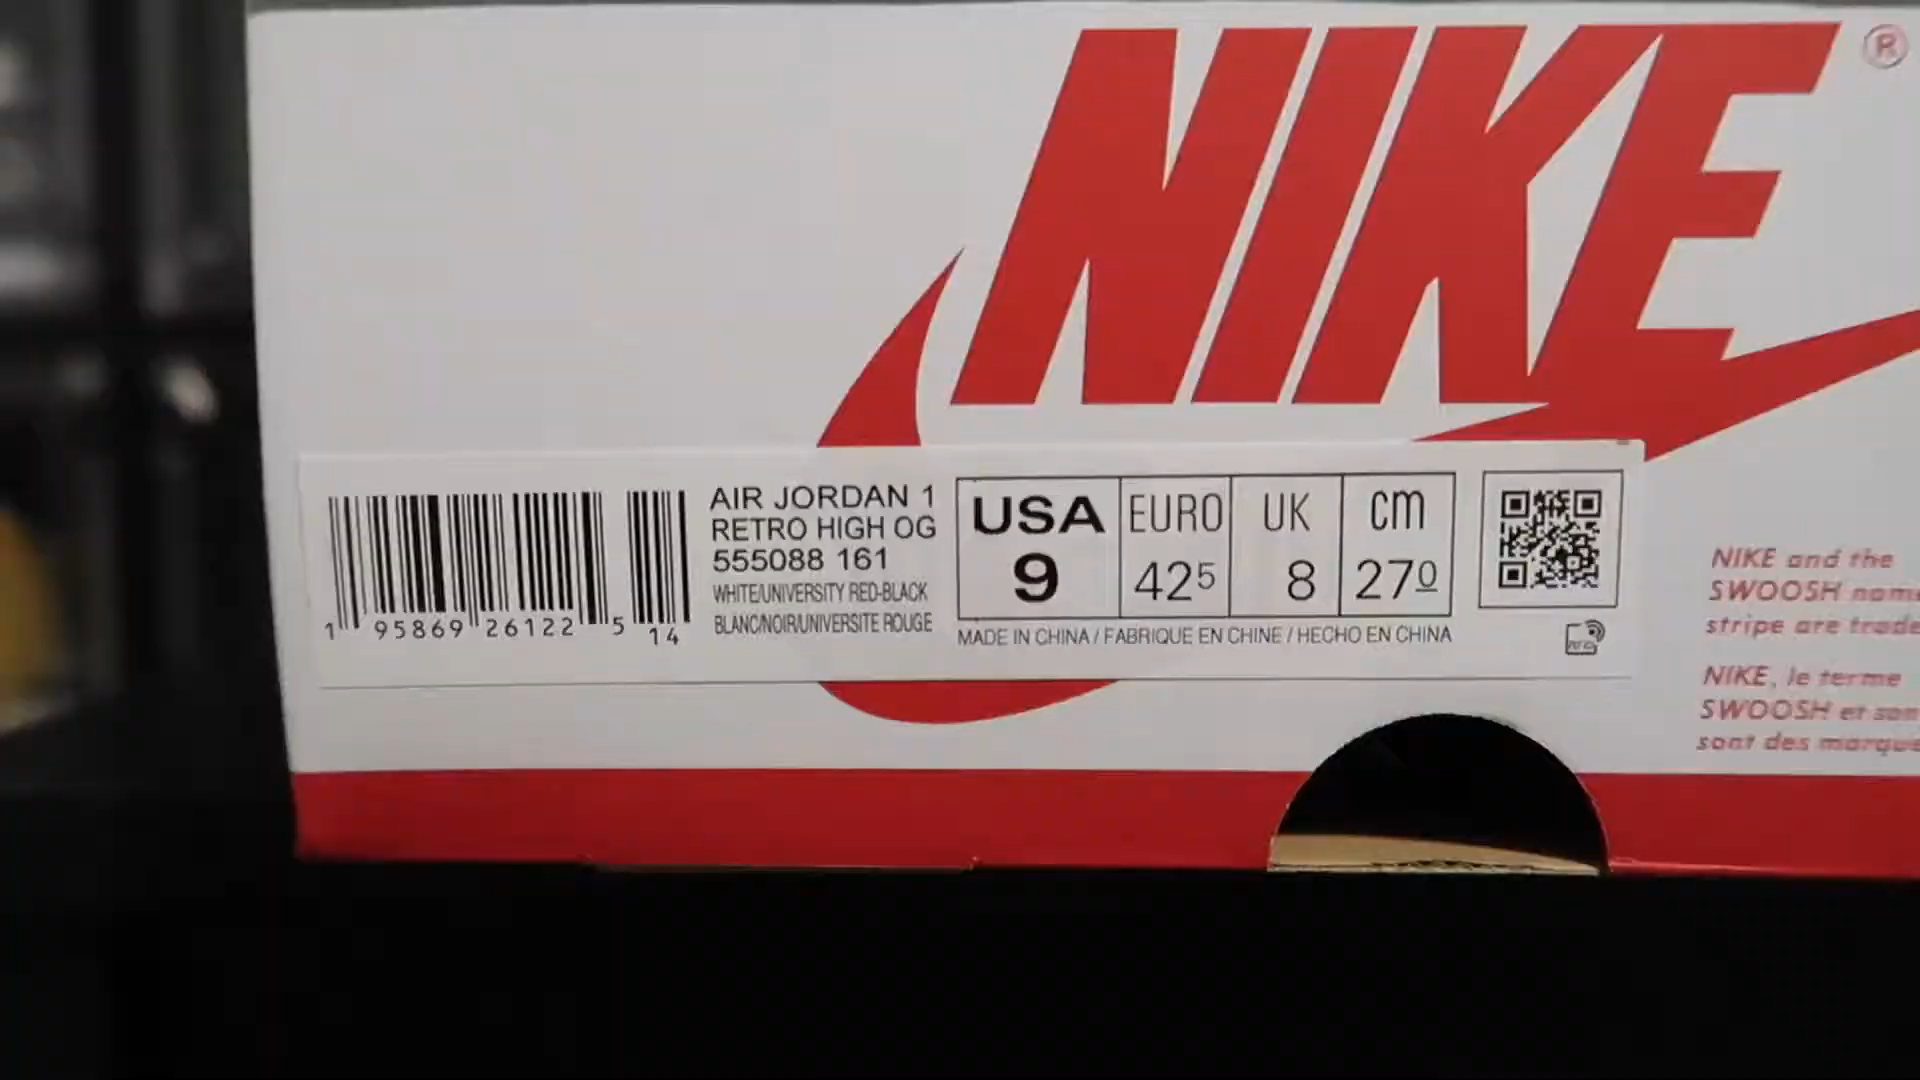 NIKE ®
AIR JORDAN 1
RETRO HIGH OG
555088 161
WHITE/UNIVERSITY RED-BLACK
BLANC/NOIR/UNIVERSITE ROUGE
1 95869 26122 5 14
USA EURO UK cm
9 425 8 270
MADE IN CHINA / FABRIQUE EN CHINE / HECHO EN CHINA
NIKE and the
SWOOSH
stripe are
NIKE, le terme
SWOOSH et son
sont des